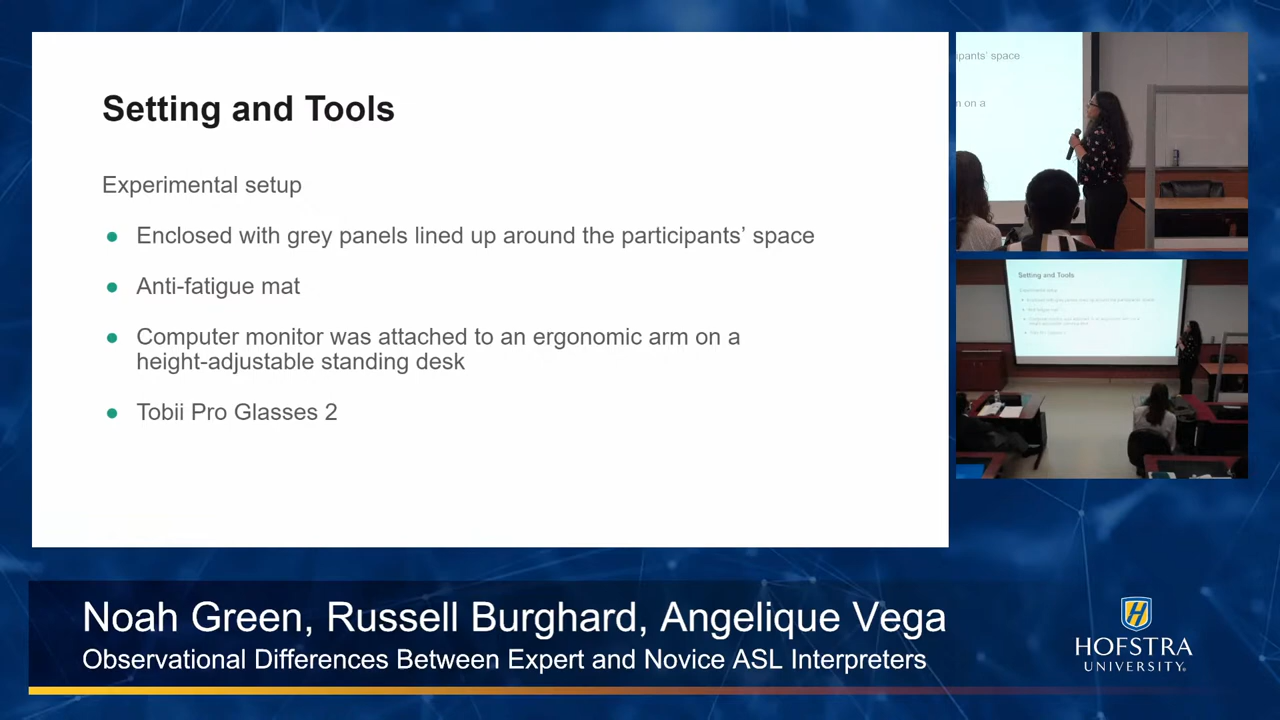 Setting and Tools
Experimental setup
● Enclosed with grey panels lined up around the participants’ space
● Anti-fatigue mat
● Computer monitor was attached to an ergonomic arm on a
height-adjustable standing desk
● Tobii Pro Glasses 2
ipants’ space
n on a
Setting and Tools
Noah Green, Russell Burghard, Angelique Vega
Observational Differences Between Expert and Novice ASL Interpreters
H
HOFSTRA
UNIVERSITY®